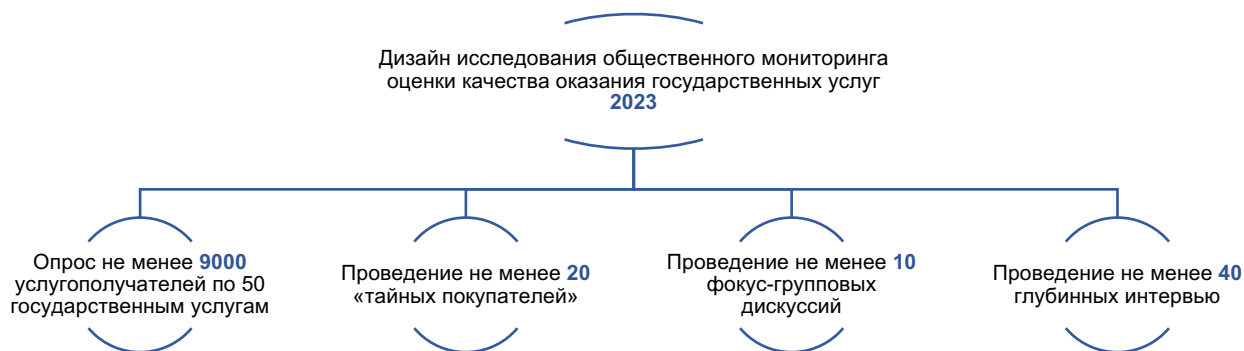 Дизайн исследования общественного мониторинга
оценки качества оказания государственных услуг
2023
Опрос не менее 9000
услугополучателей по 50
государственным услугам
Проведение не менее 20
«тайных покупателей»
Проведение не менее 10
фокус-групповых
дискуссий
Проведение не менее 40
глубинных интервью